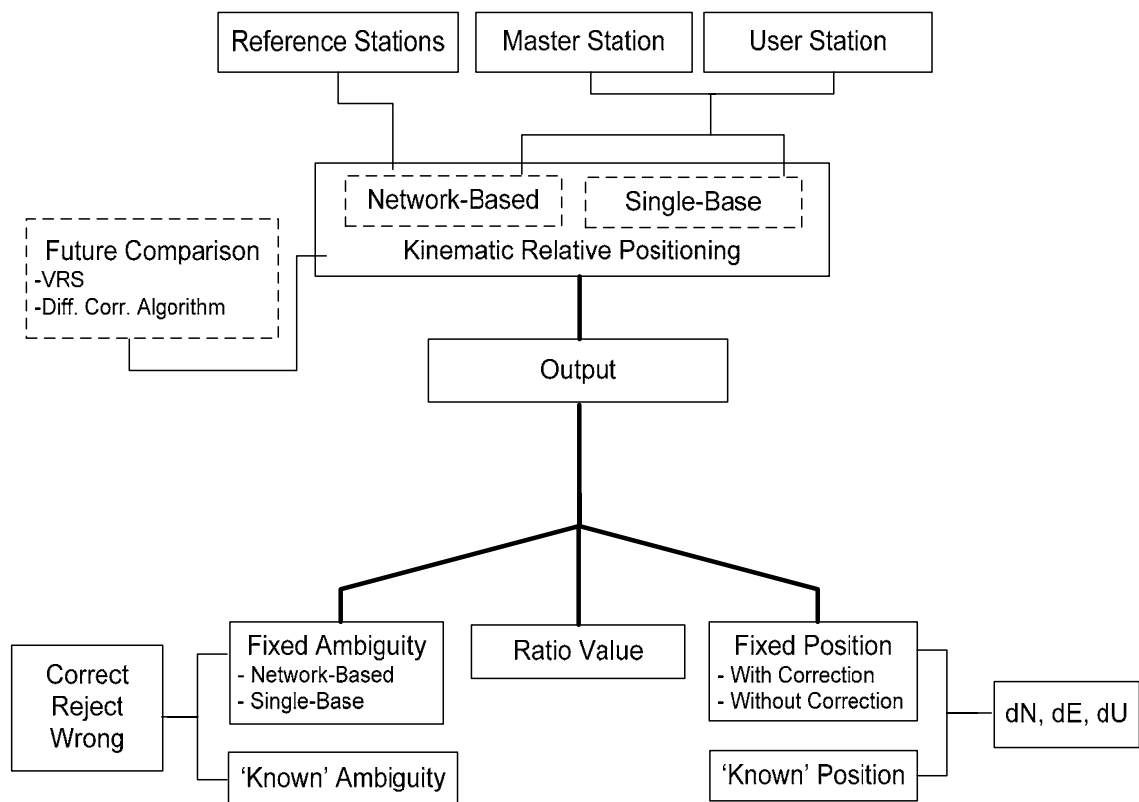 Reference Stations
Master Station
User Station
Network-Based
Single-Base
Kinematic Relative Positioning
Future Comparison
-VRS
-Diff. Corr. Algorithm
Output
Fixed Ambiguity
- Network-Based
- Single-Base
Ratio Value
Fixed Position
- With Correction
- Without Correction
Correct
Reject
Wrong
dN, dE, dU
‘Known’ Ambiguity
‘Known’ Position